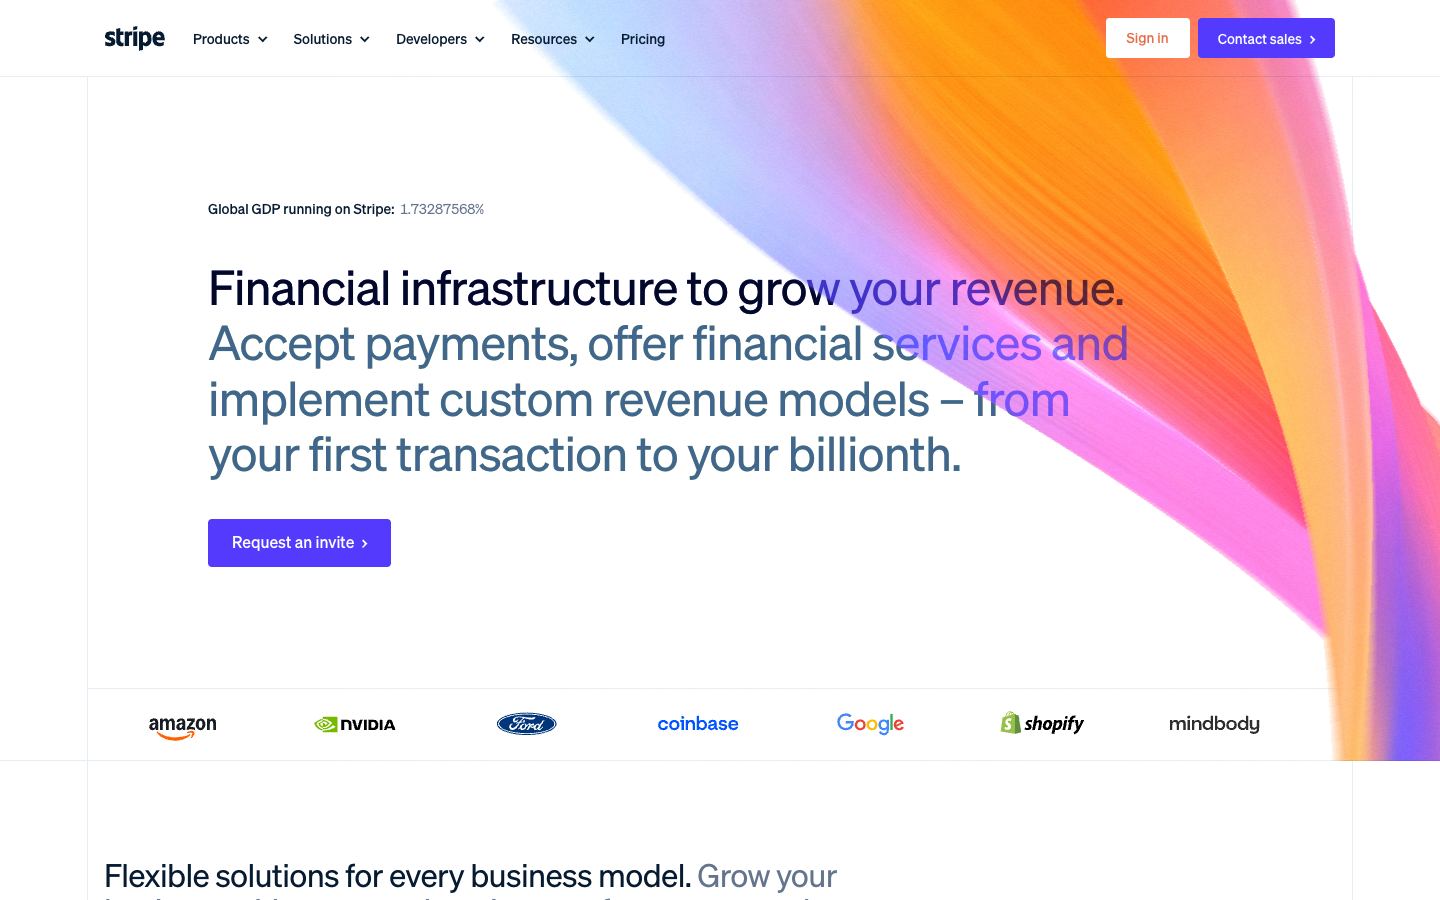 stripe Products Solutions Developers Resources Pricing Sign in Contact sales
Global GDP running on Stripe: 1.73287568%
Financial infrastructure to grow your revenue.
Accept payments, offer financial services and
implement custom revenue models – from
your first transaction to your billionth.
Request an invite
amazon NVIDIA Ford coinbase Google shopify mindbody
Flexible solutions for every business model. Grow your